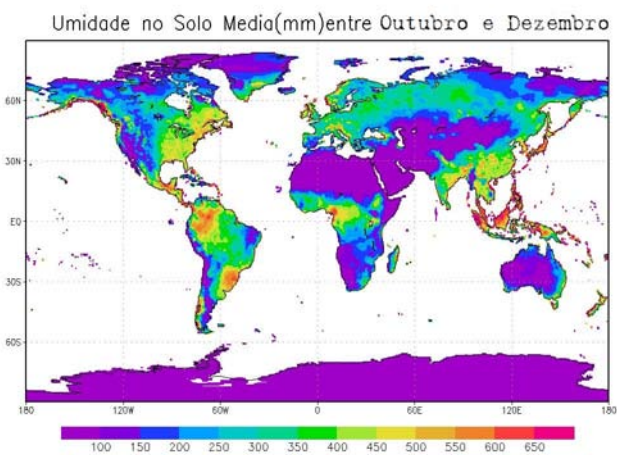 Umidade no Solo Media(mm)entre Outubro e Dezembro
60N
30N
EQ
30S
60S
180 120W 60W 0 60E 120E 180
100 150 200 250 300 350 400 450 500 550 600 650